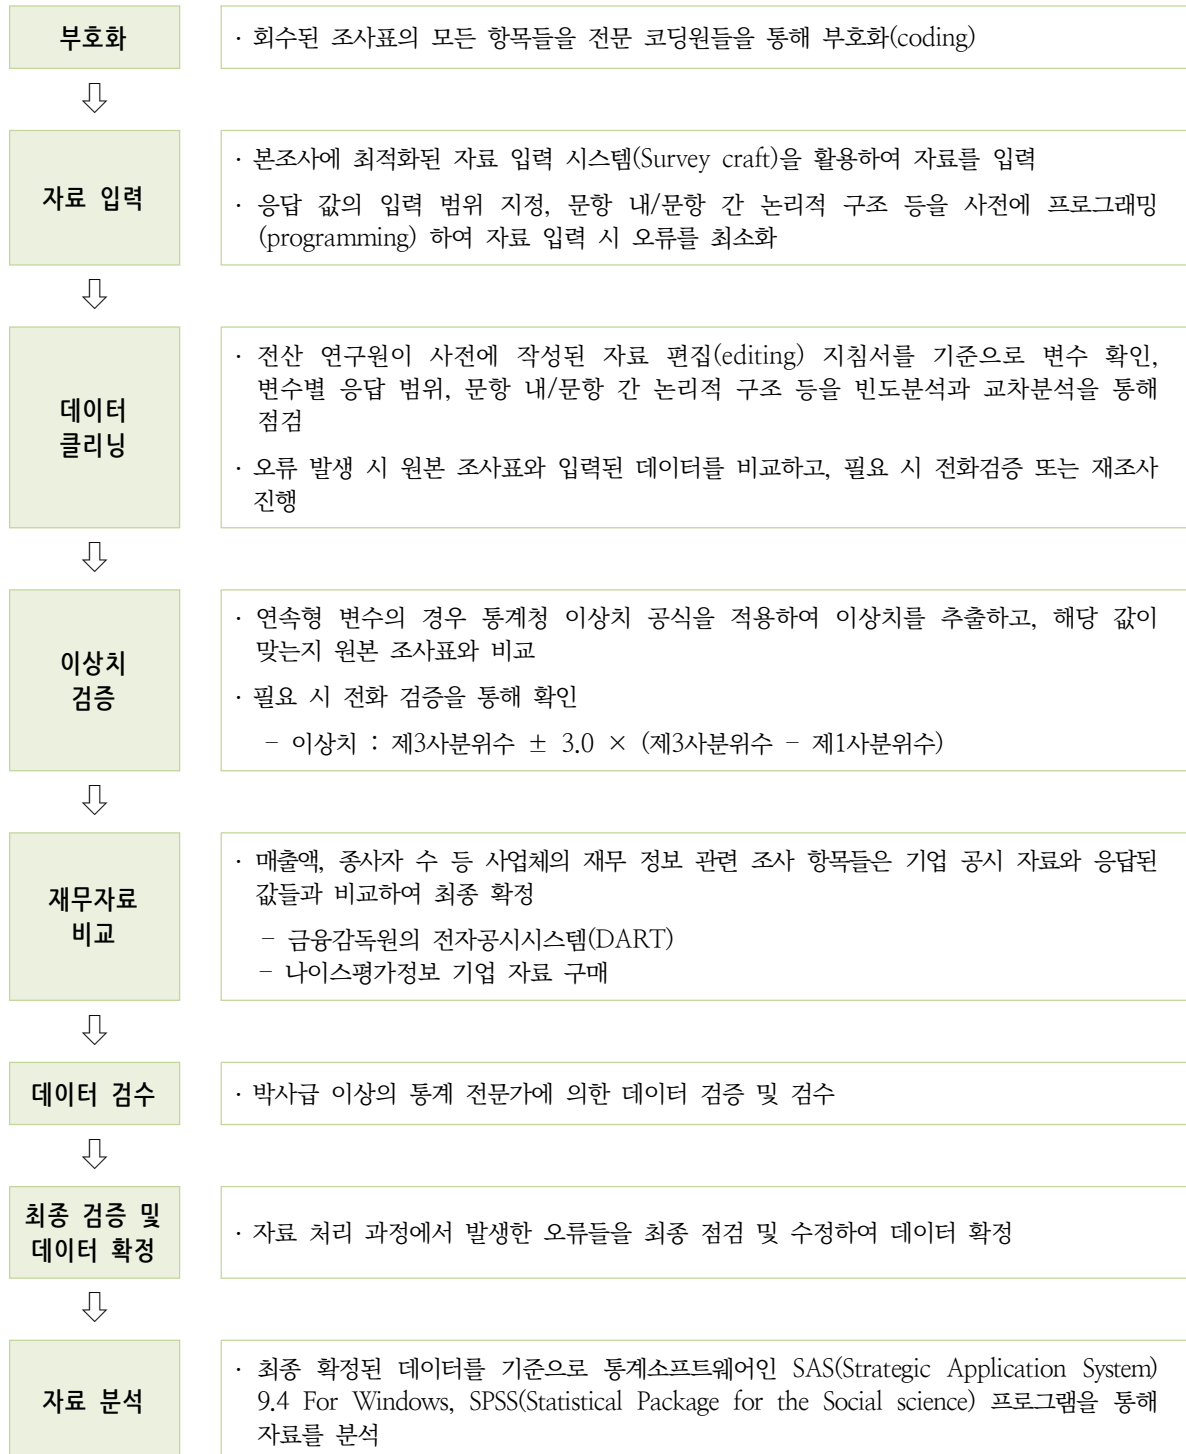 부호화
· 회수된 조사표의 모든 항목들을 전문 코딩원들을 통해 부호화(coding)
자료 입력
· 본조사에 최적화된 자료 입력 시스템(Survey craft)을 활용하여 자료를 입력
· 응답 값의 입력 범위 지정, 문항 내/문항 간 논리적 구조 등을 사전에 프로그래밍
(programming) 하여 자료 입력 시 오류를 최소화
데이터
클리닝
· 전산 연구원이 사전에 작성된 자료 편집(editing) 지침서를 기준으로 변수 확인,
변수별 응답 범위, 문항 내/문항 간 논리적 구조 등을 빈도분석과 교차분석을 통해
점검
· 오류 발생 시 원본 조사표와 입력된 데이터를 비교하고, 필요 시 전화검증 또는 재조사
진행
이상치
검증
· 연속형 변수의 경우 통계청 이상치 공식을 적용하여 이상치를 추출하고, 해당 값이
맞는지 원본 조사표와 비교
· 필요 시 전화 검증을 통해 확인
- 이상치 : 제3사분위수 ± 3.0 × (제3사분위수 - 제1사분위수)
재무자료
비교
· 매출액, 종사자 수 등 사업체의 재무 정보 관련 조사 항목들은 기업 공시 자료와 응답된
값들과 비교하여 최종 확정
- 금융감독원의 전자공시시스템(DART)
- 나이스평가정보 기업 자료 구매
데이터 검수
· 박사급 이상의 통계 전문가에 의한 데이터 검증 및 검수
최종 검증 및
데이터 확정
· 자료 처리 과정에서 발생한 오류들을 최종 점검 및 수정하여 데이터 확정
자료 분석
· 최종 확정된 데이터를 기준으로 통계소프트웨어인 SAS(Strategic Application System)
9.4 For Windows, SPSS(Statistical Package for the Social science) 프로그램을 통해
자료를 분석